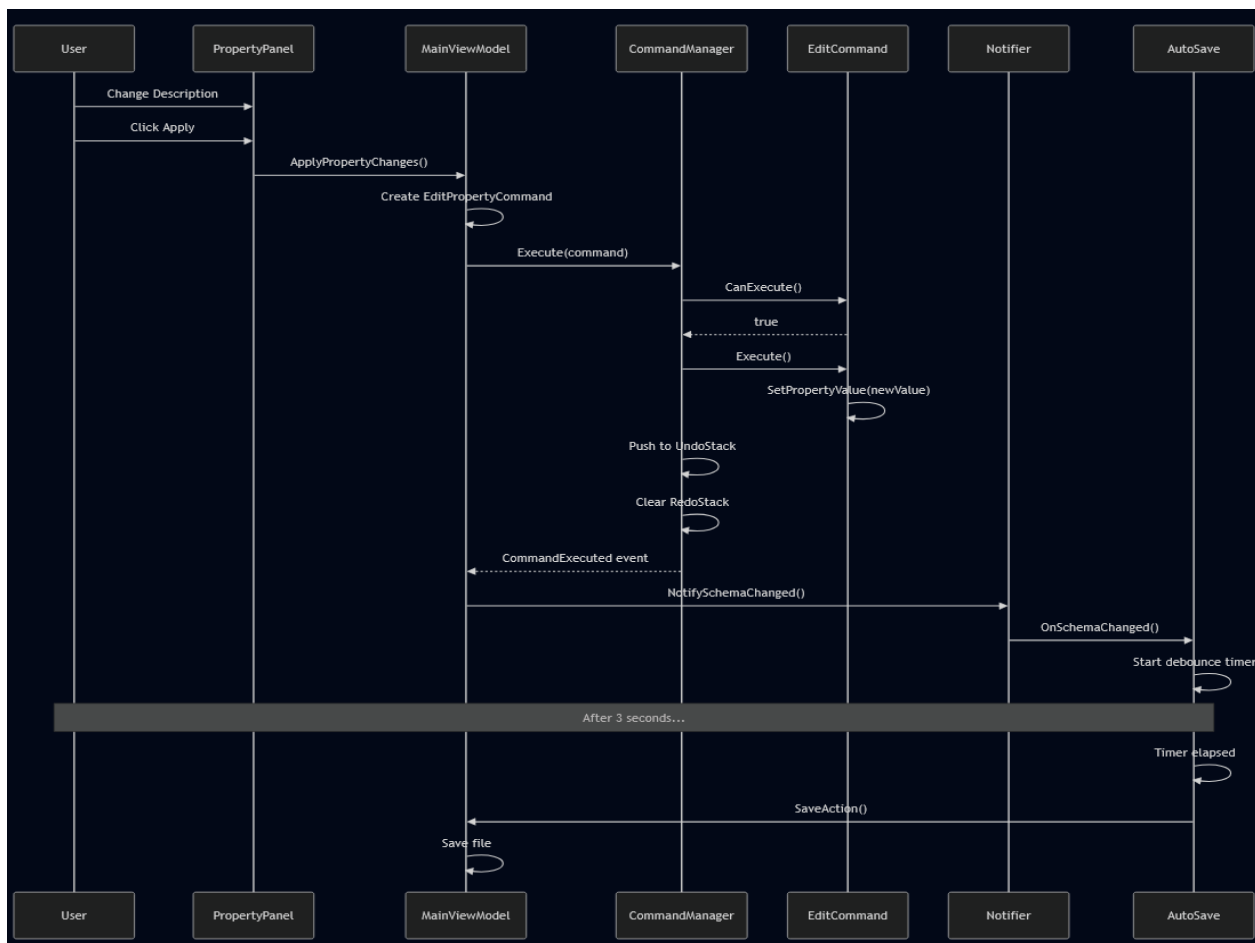 User
PropertyPanel
MainViewModel
CommandManager
EditCommand
Notifier
AutoSave
Change Description
Click Apply
ApplyPropertyChanges()
Create EditPropertyCommand
Execute(command)
CanExecute()
true
Execute()
SetPropertyValue(newValue)
Push to UndoStack
Clear RedoStack
CommandExecuted event
NotifySchemaChanged()
OnSchemaChanged()
Start debounce timer
After 3 seconds...
Timer elapsed
SaveAction()
Save file
User
PropertyPanel
MainViewModel
CommandManager
EditCommand
Notifier
AutoSave